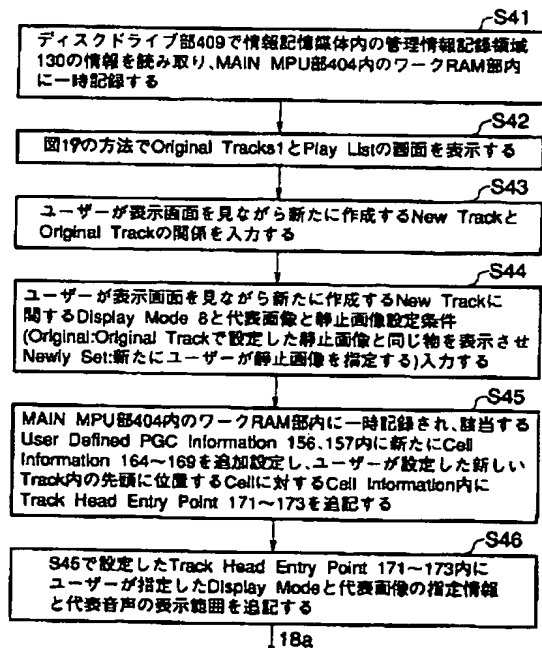 S41
ディスクドライブ部409で情報記憶媒体内の管理情報記録領域
130の情報を読み取り、MAIN MPU部404内のワークRAM部内
に一時記録する
S42
図19の方法でOriginal Tracks1とPlay Listの画面を表示する
S43
ユーザーが表示画面を見ながら新たに作成するNew Trackと
Original Trackの関係を入力する
S44
ユーザーが表示画面を見ながら新たに作成するNew Trackに
関するDisplay Mode 8と代表画像と静止画像設定条件
(Original:Original Trackで設定した静止画像と同じ物を表示させ
Newly Set:新たにユーザーが静止画像を指定する)入力する
S45
MAIN MPU部404内のワークRAM部内に一時記録され、該当する
User Defined PGC Information 156、157内に新たにCell
Information 164～169を追加設定し、ユーザーが設定した新しい
Track内の先頭に位置するCellに対するCell Information内に
Track Head Entry Point 171～173を追記する
S46
S45で設定したTrack Head Entry Point 171～173内に
ユーザーが指定したDisplay Modeと代表画像の指定情報
と代表音声の表示範囲を追記する
18a